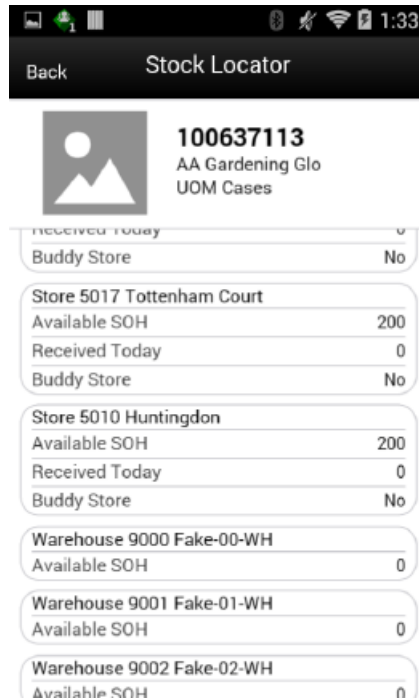 1:33
Back Stock Locator
100637113
AA Gardening Glo
UOM Cases
Received Today 0
Buddy Store No
Store 5017 Tottenham Court
Available SOH 200
Received Today 0
Buddy Store No
Store 5010 Huntingdon
Available SOH 200
Received Today 0
Buddy Store No
Warehouse 9000 Fake-00-WH
Available SOH 0
Warehouse 9001 Fake-01-WH
Available SOH 0
Warehouse 9002 Fake-02-WH
Available SOH 0